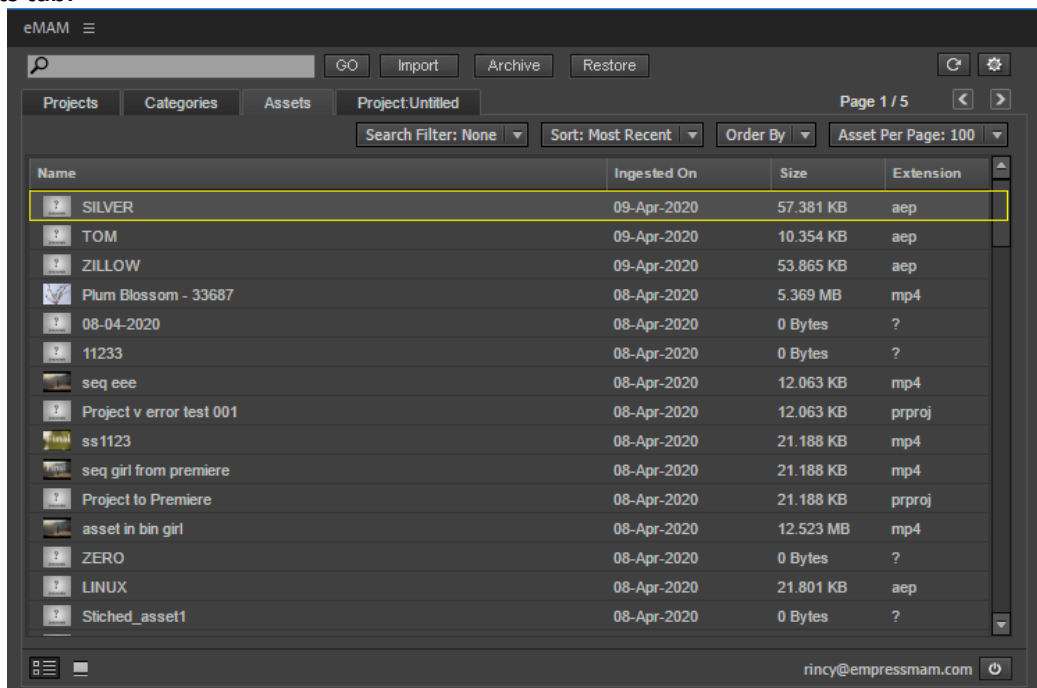 eMAM
GO Import Archive Restore
Projects Categories Assets Project:Untitled Page 1 / 5
Search Filter: None Sort: Most Recent Order By Asset Per Page: 100
Name Ingested On Size Extension
SILVER 09-Apr-2020 57.381 KB aep
TOM 09-Apr-2020 10.354 KB aep
ZILLOW 09-Apr-2020 53.865 KB aep
Plum Blossom - 33687 08-Apr-2020 5.369 MB mp4
08-04-2020 08-Apr-2020 0 Bytes ?
11233 08-Apr-2020 0 Bytes ?
seq eee 08-Apr-2020 12.063 KB mp4
Project v error test 001 08-Apr-2020 12.063 KB prproj
ss1123 08-Apr-2020 21.188 KB mp4
seq girl from premiere 08-Apr-2020 21.188 KB mp4
Project to Premiere 08-Apr-2020 21.188 KB prproj
asset in bin girl 08-Apr-2020 12.523 MB mp4
ZERO 08-Apr-2020 0 Bytes ?
LINUX 08-Apr-2020 21.801 KB aep
Stiched_asset1 08-Apr-2020 0 Bytes ?
rincy@empressmam.com